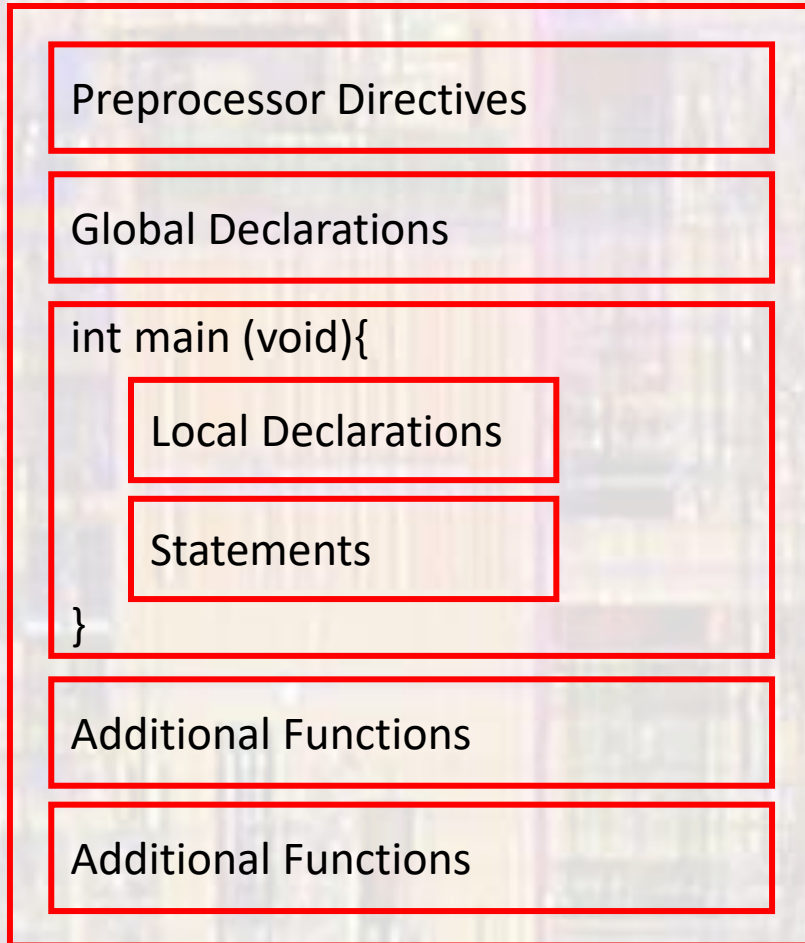 Preprocessor Directives
Global Declarations
int main (void){
Local Declarations
Statements
}
Additional Functions
Additional Functions